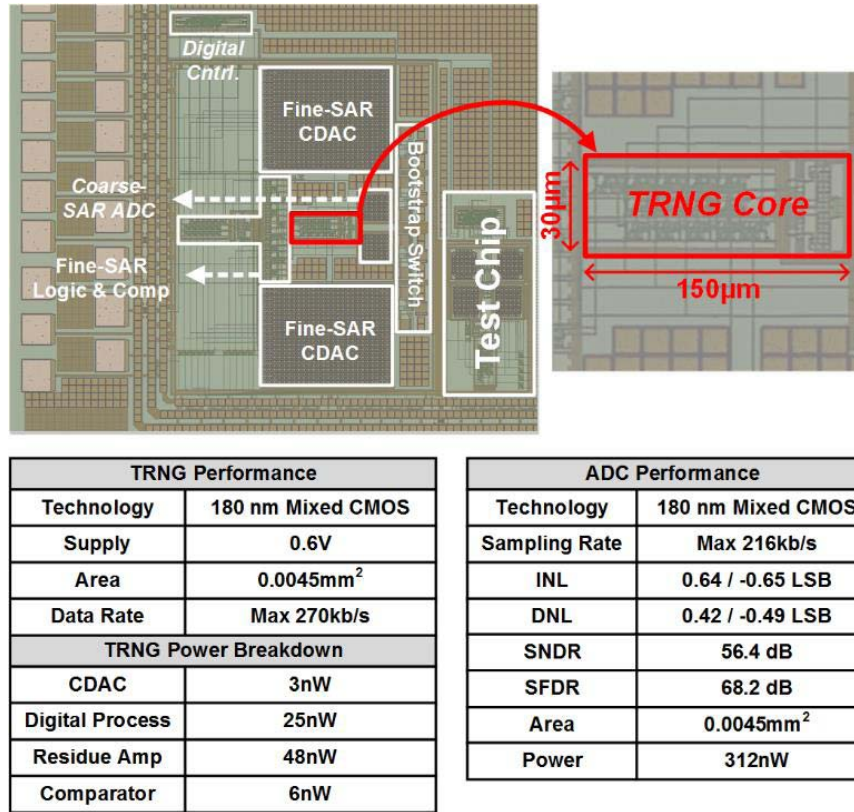 Digital
Cntrl.
Fine-SAR
CDAC
Coarse-
SAR ADC
Fine-SAR
Logic & Comp
Bootstrap Switch
Fine-SAR
CDAC
Test Chip
TRNG Core
30μm
150μm
TRNG Performance
Technology 180 nm Mixed CMOS
Supply 0.6V
Area 0.0045mm²
Data Rate Max 270kb/s
TRNG Power Breakdown
CDAC 3nW
Digital Process 25nW
Residue Amp 48nW
Comparator 6nW
ADC Performance
Technology 180 nm Mixed CMOS
Sampling Rate Max 216kb/s
INL 0.64 / -0.65 LSB
DNL 0.42 / -0.49 LSB
SNDR 56.4 dB
SFDR 68.2 dB
Area 0.0045mm²
Power 312nW